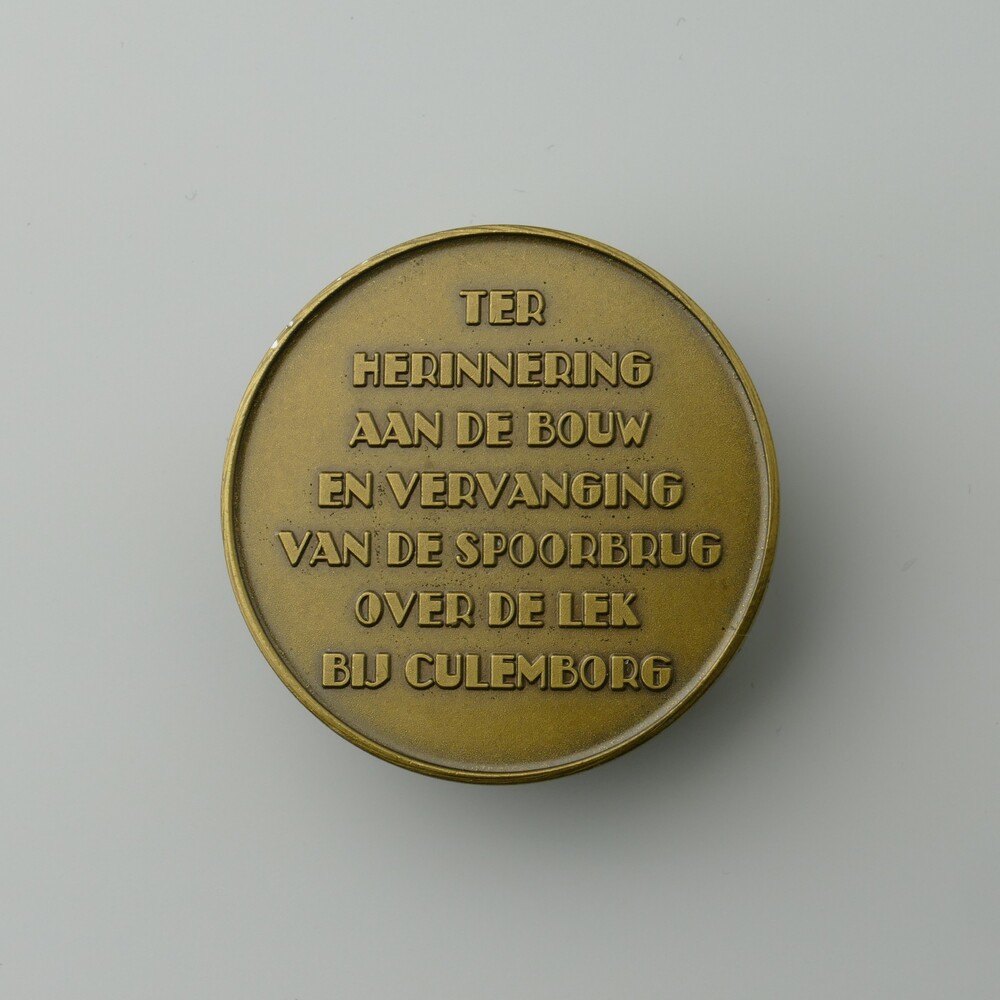 TER
HERINNERING
AAN DE BOUW
EN VERVANGING
VAN DE SPOORBRUG
OVER DE LEK
BIJ CULEMBORG